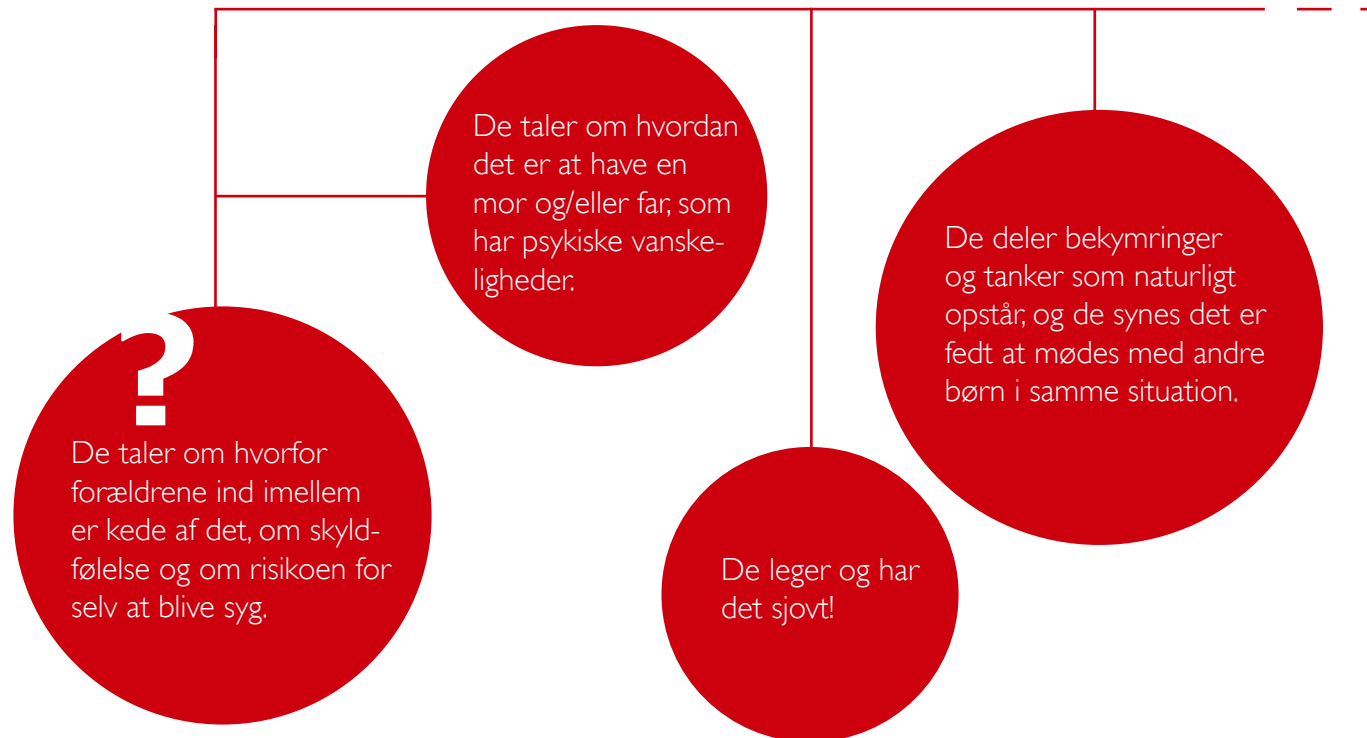 De taler om hvordan
det er at have en
mor og/eller far, som
har psykiske vanske-
ligheder.
De deler bekymringer
og tanker som naturligt
opstår, og de synes det er
fedt at mødes med andre
børn i samme situation.
?
De taler om hvorfor
forældrene ind imellem
er kede af det, om skyld-
følelse og om risikoen for
selv at blive syg.
De leger og har
det sjovt!